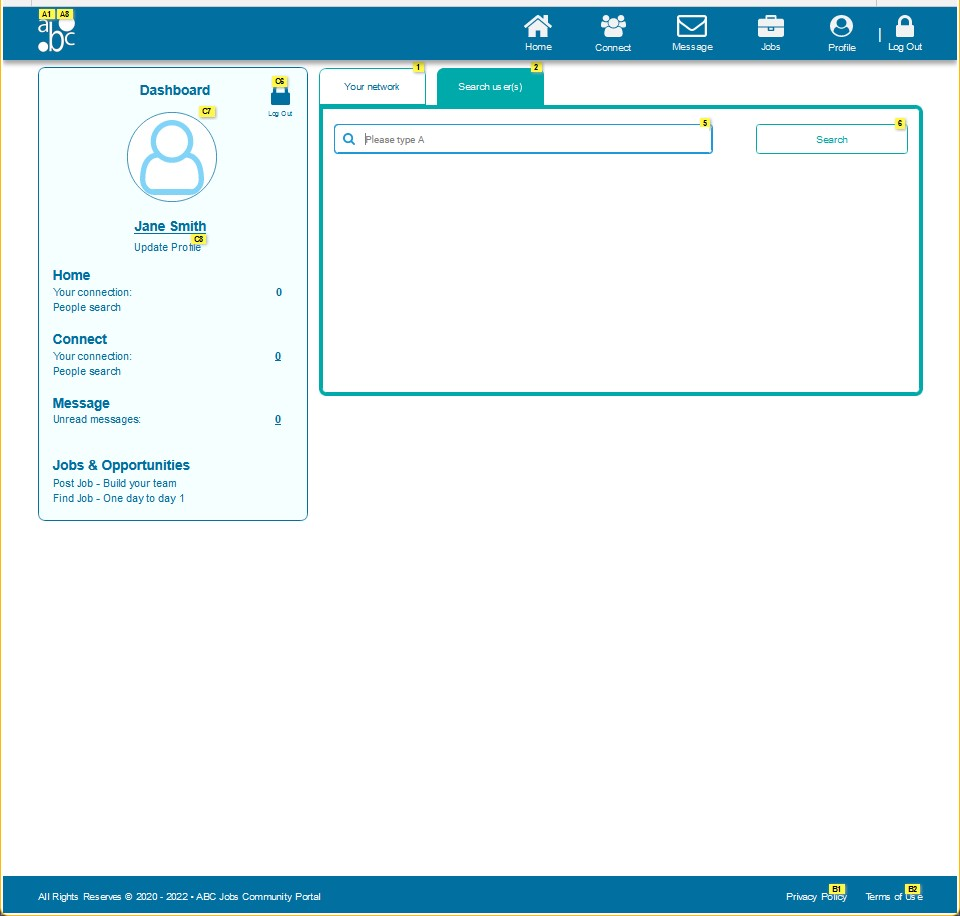 A1 A8
abc
Home
Connect
Message
Jobs
Profile
|
Log Out
Dashboard
C6
Log Out
C7
Jane Smith
C8
Update Profile
Home
Your connection: 0
People search
Connect
Your connection: 0
People search
Message
Unread messages: 0
Jobs & Opportunities
Post Job - Build your team
Find Job - One day to day 1
1
Your network
2
Search user(s)
5
Please type A
6
Search
All Rights Reserves © 2020 - 2022 • ABC Jobs Community Portal
B1
Privacy Policy
B2
Terms of Use